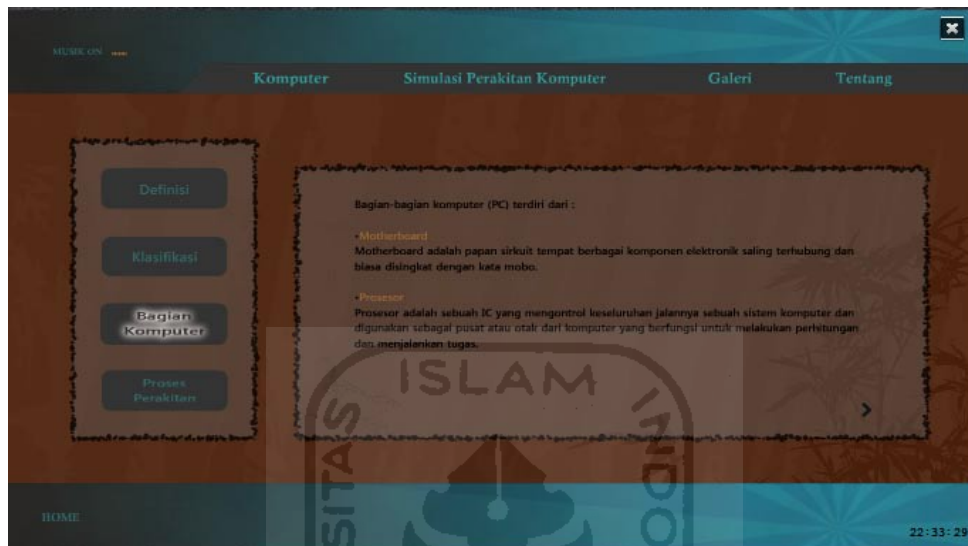 MUSIK ON
Komputer Simulasi Perakitan Komputer Galeri Tentang
Definisi
Klasifikasi
Bagian
Komputer
Proses
Perakitan
Bagian-bagian komputer (PC) terdiri dari :
•Motherboard
Motherboard adalah papan sirkuit tempat berbagai komponen elektronik saling terhubung dan
biasa disingkat dengan kata mobo.
•Prosesor
Prosesor adalah sebuah IC yang mengontrol keseluruhan jalannya sebuah sistem komputer dan
digunakan sebagai pusat atau otak dari komputer yang berfungsi untuk melakukan perhitungan
dan menjalankan tugas.
ISLAM
SITAS
INDO
HOME
22:33:29